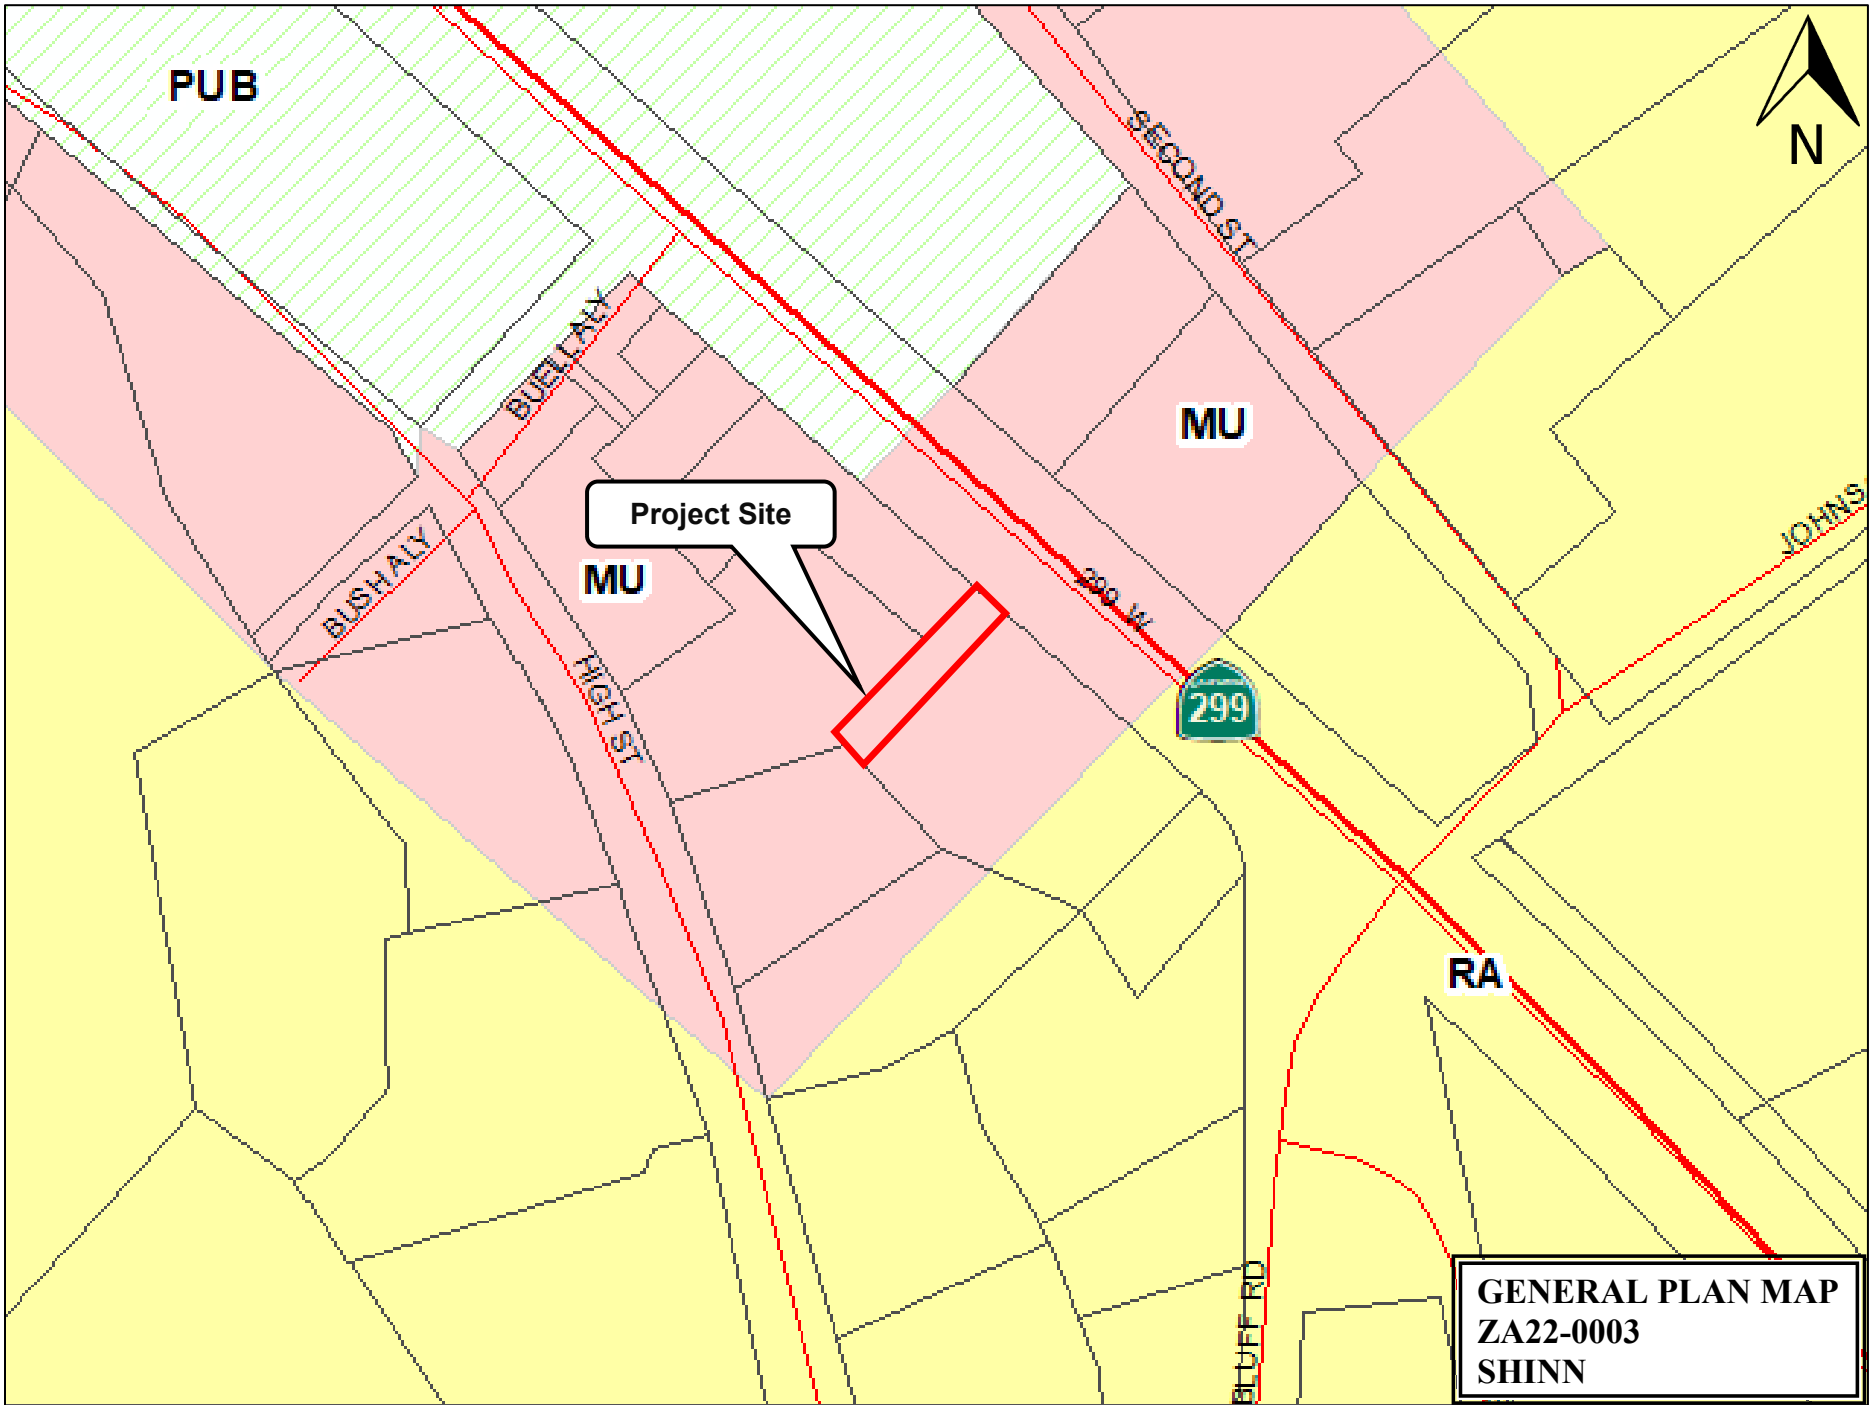 PUB
N
SECOND ST
BUELL ALY
MU
JOHNS
Project Site
BUSH ALY
MU
299 W
HIGH ST
299
RA
BLUFF RD
GENERAL PLAN MAP
ZA22-0003
SHINN